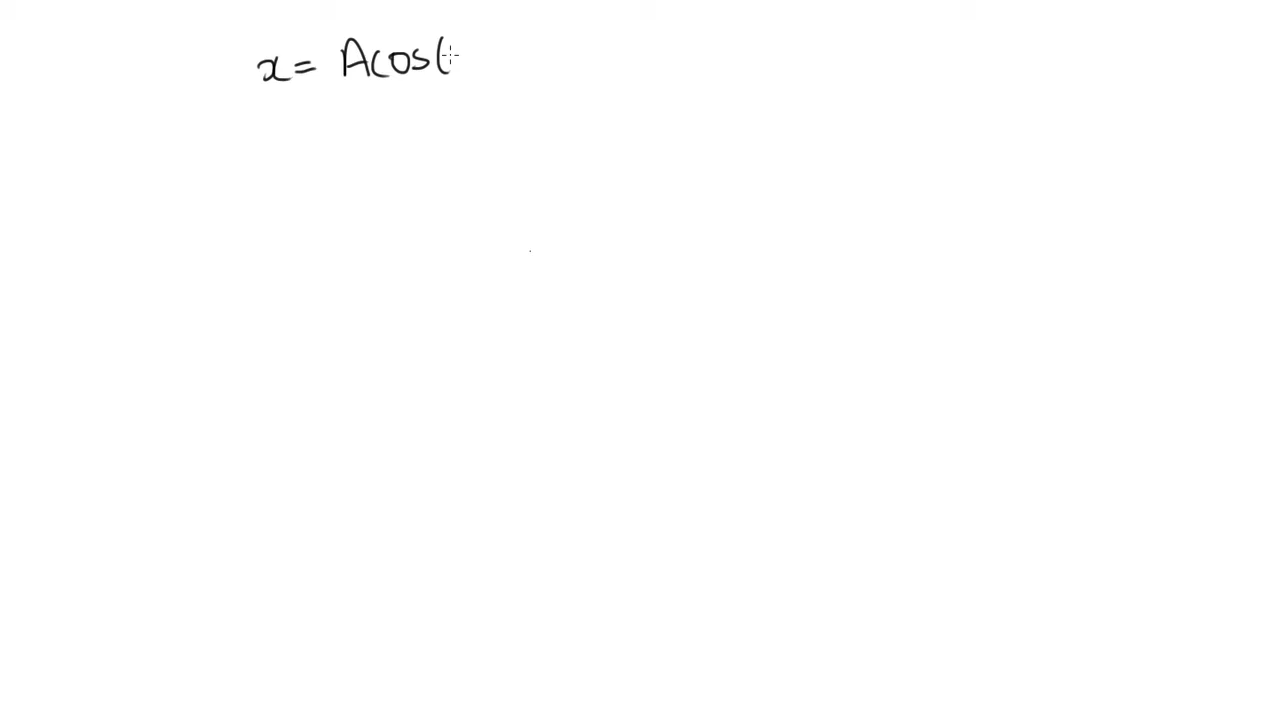 x = Acos(